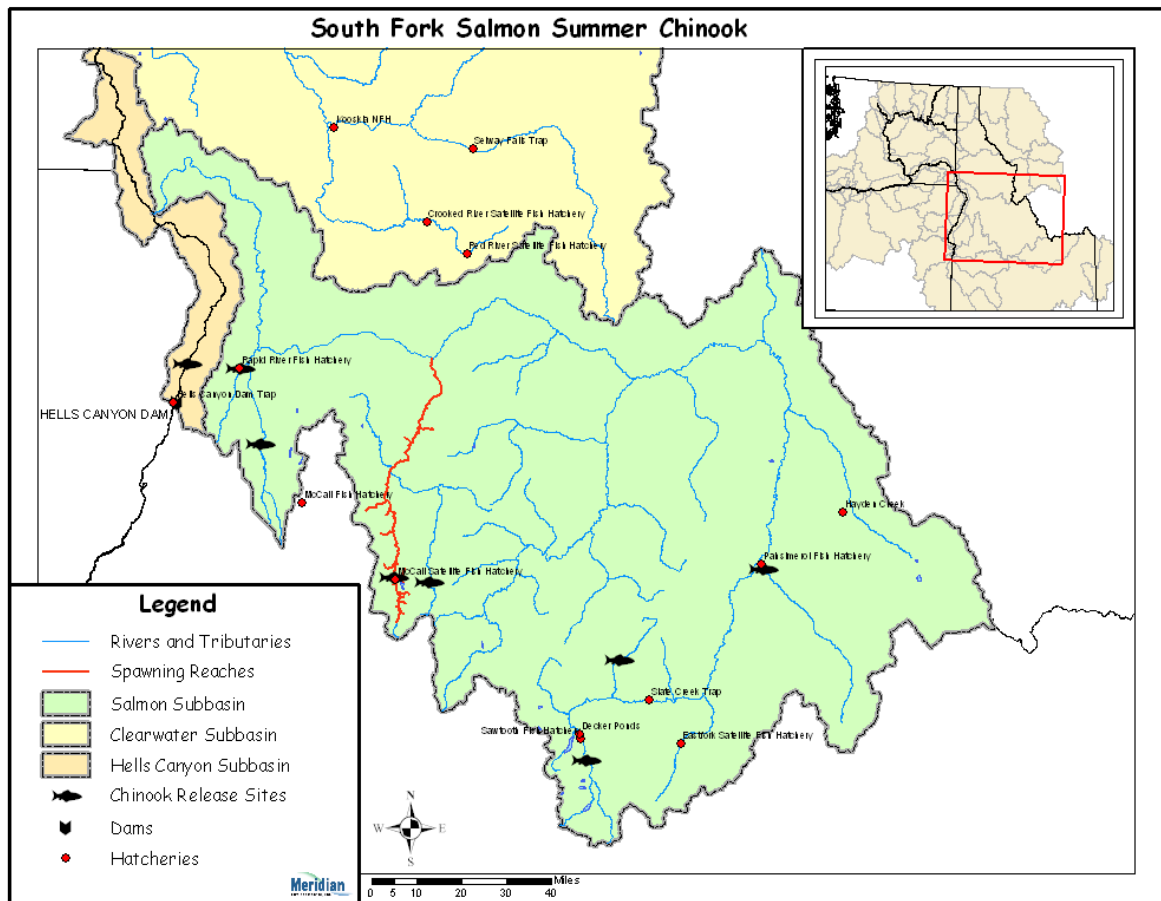 South Fork Salmon Summer Chinook
Kooskia NFH
Selway Falls Trap
Crooked River Satellite Fish Hatchery
Red River Satellite Fish Hatchery
Rapid River Fish Hatchery
Hells Canyon Dam Trap
HELLS CANYON DAM
McCall Fish Hatchery
Hayden Creek
Pahsimeroi Fish Hatchery
McCall Satellite Fish Hatchery
Slate Creek Trap
Decker Ponds
Sawtooth Fish Hatchery
Eastfork Satellite Fish Hatchery
Legend
Rivers and Tributaries
Spawning Reaches
Salmon Subbasin
Clearwater Subbasin
Hells Canyon Subbasin
Chinook Release Sites
Dams
Hatcheries
Meridian
N
W E
S
Miles
0 5 10 20 30 40